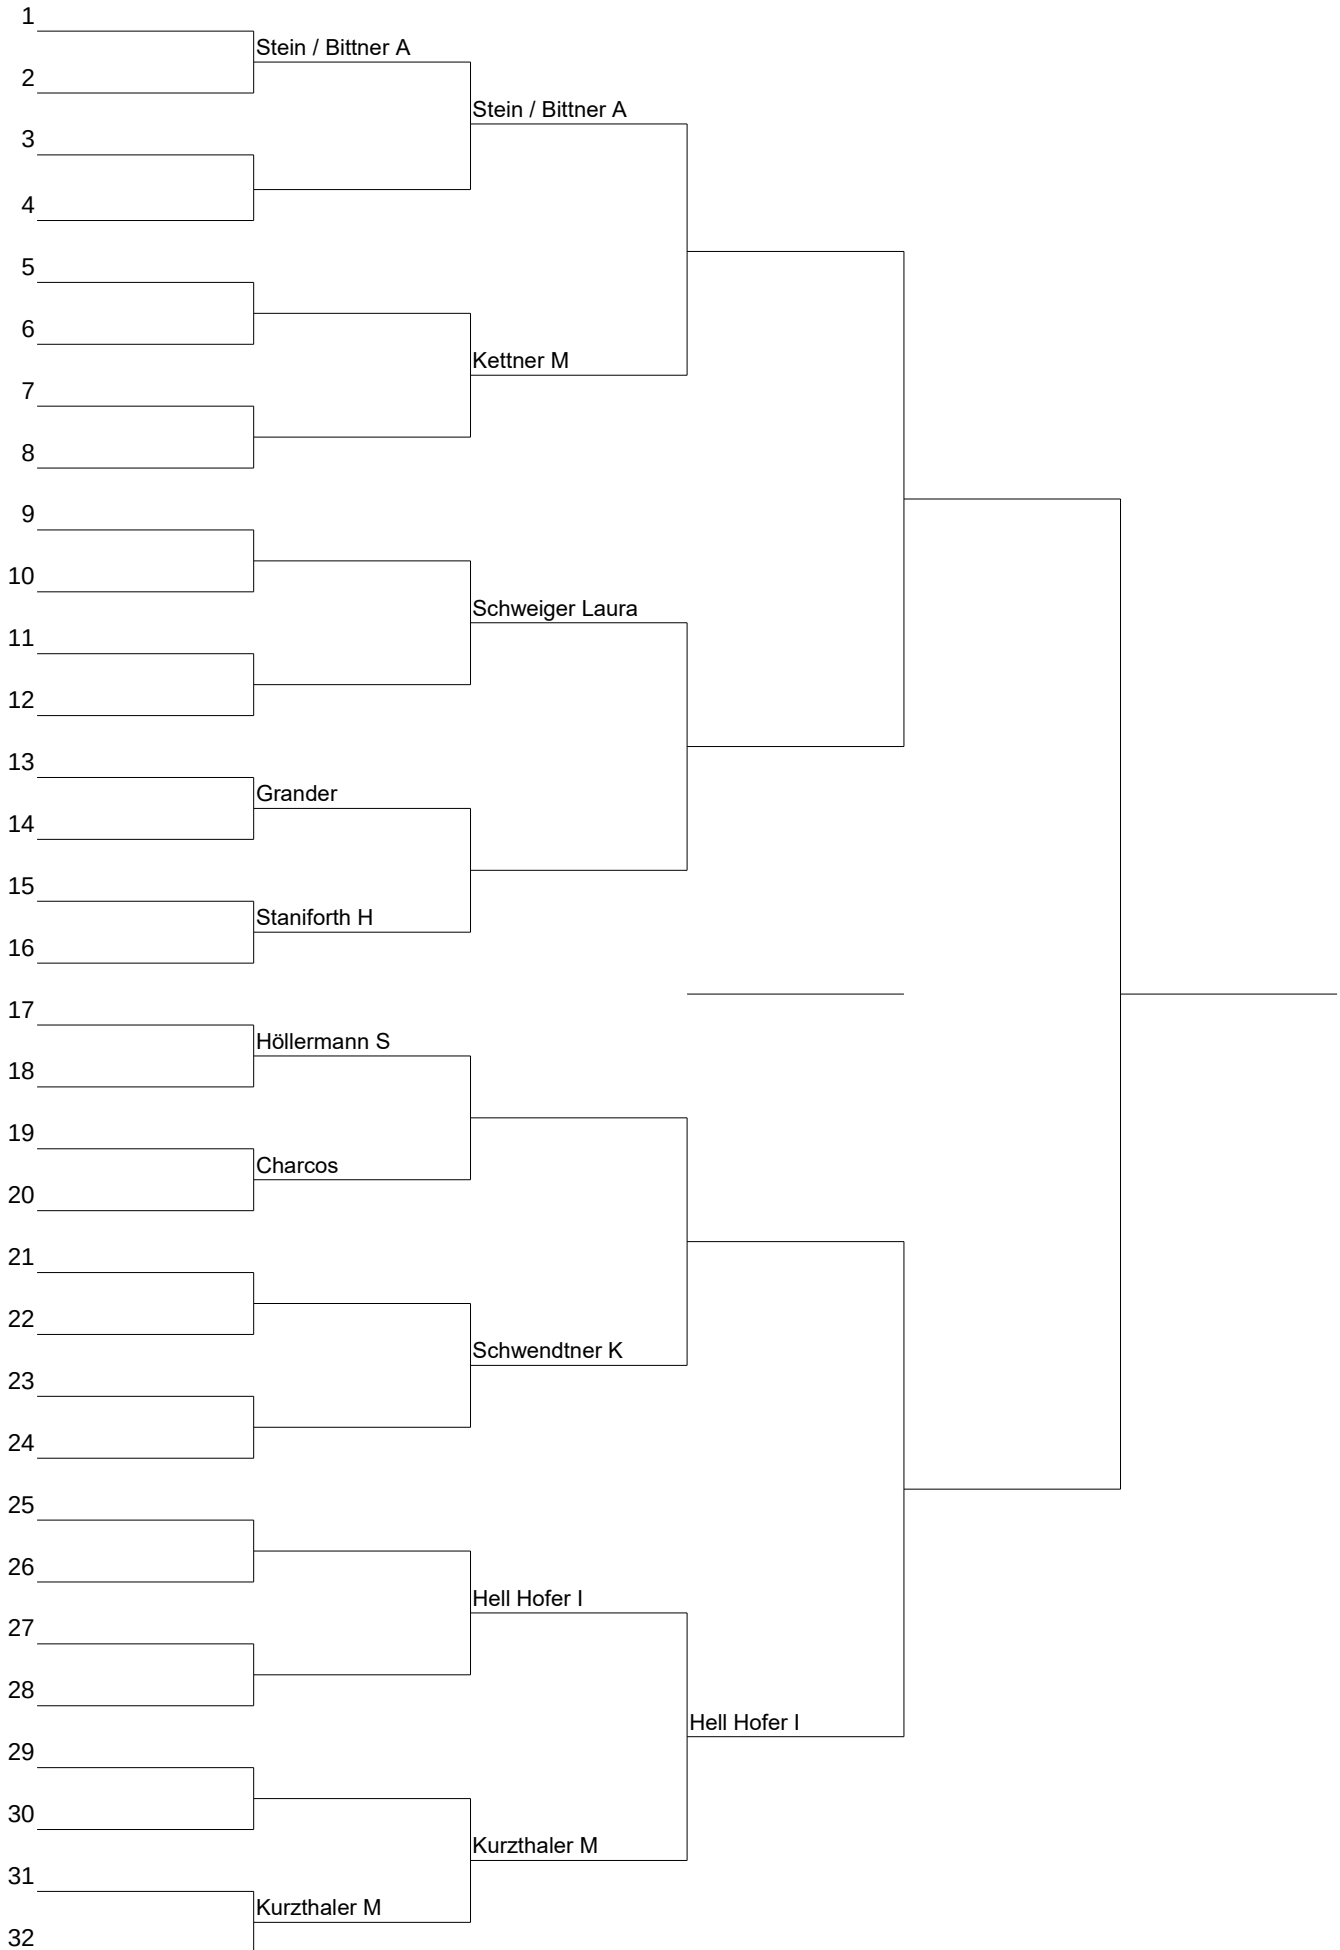 1
Stein / Bittner A
2
Stein / Bittner A
3
4
5
6
Kettner M
7
8
9
10
Schweiger Laura
11
12
13
Grander
14
15
Staniforth H
16
17
Höllermann S
18
19
Charcos
20
21
22
Schwendtner K
23
24
25
26
Hell Hofer I
27
28
Hell Hofer I
29
30
Kurzthaler M
31
Kurzthaler M
32